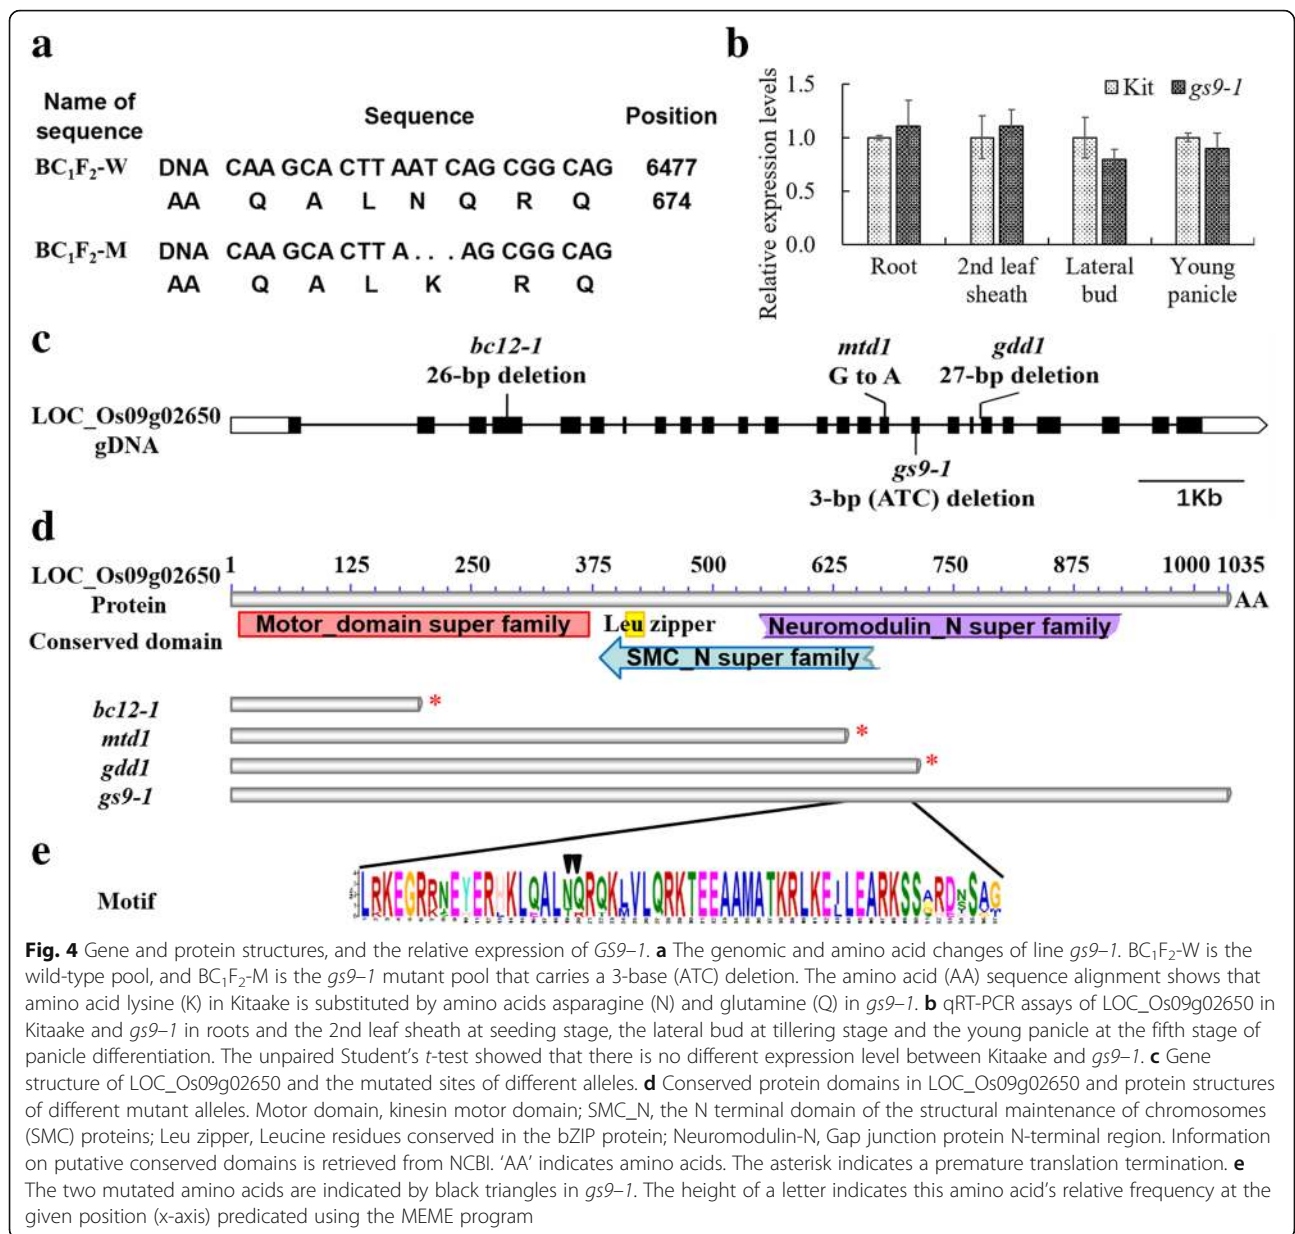 a
Name of sequence Sequence Position
BC₁F₂-W DNA CAA GCA CTT AAT CAG CGG CAG 6477
AA Q A L N Q R Q 674
BC₁F₂-M DNA CAA GCA CTT A . . . AG CGG CAG
AA Q A L K R Q
b
Relative expression levels
1.5
1.0
0.5
0.0
Kit gs9-1
Root
2nd leaf sheath
Lateral bud
Young panicle
c
bc12-1
26-bp deletion
mtd1
G to A
gdd1
27-bp deletion
LOC_Os09g02650
gDNA
gs9-1
3-bp (ATC) deletion
1Kb
d
1 125 250 375 500 625 750 875 1000 1035
LOC_Os09g02650
Protein
AA
Conserved domain
Motor_domain super family
Leu zipper
Neuromodulin_N super family
SMC_N super family
bc12-1 *
mtd1 *
gdd1 *
gs9-1
e
Motif
LRKEGRRNEYERHKLQALNQRQKLVLQRKTEEAAMATKRLKELLEARKSSARDNSAG
Fig. 4 Gene and protein structures, and the relative expression of GS9–1. a The genomic and amino acid changes of line gs9–1. BC₁F₂-W is the
wild-type pool, and BC₁F₂-M is the gs9–1 mutant pool that carries a 3-base (ATC) deletion. The amino acid (AA) sequence alignment shows that
amino acid lysine (K) in Kitaake is substituted by amino acids asparagine (N) and glutamine (Q) in gs9–1. b qRT-PCR assays of LOC_Os09g02650 in
Kitaake and gs9–1 in roots and the 2nd leaf sheath at seeding stage, the lateral bud at tillering stage and the young panicle at the fifth stage of
panicle differentiation. The unpaired Student's t-test showed that there is no different expression level between Kitaake and gs9–1. c Gene
structure of LOC_Os09g02650 and the mutated sites of different alleles. d Conserved protein domains in LOC_Os09g02650 and protein structures
of different mutant alleles. Motor domain, kinesin motor domain; SMC_N, the N terminal domain of the structural maintenance of chromosomes
(SMC) proteins; Leu zipper, Leucine residues conserved in the bZIP protein; Neuromodulin-N, Gap junction protein N-terminal region. Information
on putative conserved domains is retrieved from NCBI. 'AA' indicates amino acids. The asterisk indicates a premature translation termination. e
The two mutated amino acids are indicated by black triangles in gs9–1. The height of a letter indicates this amino acid's relative frequency at the
given position (x-axis) predicated using the MEME program